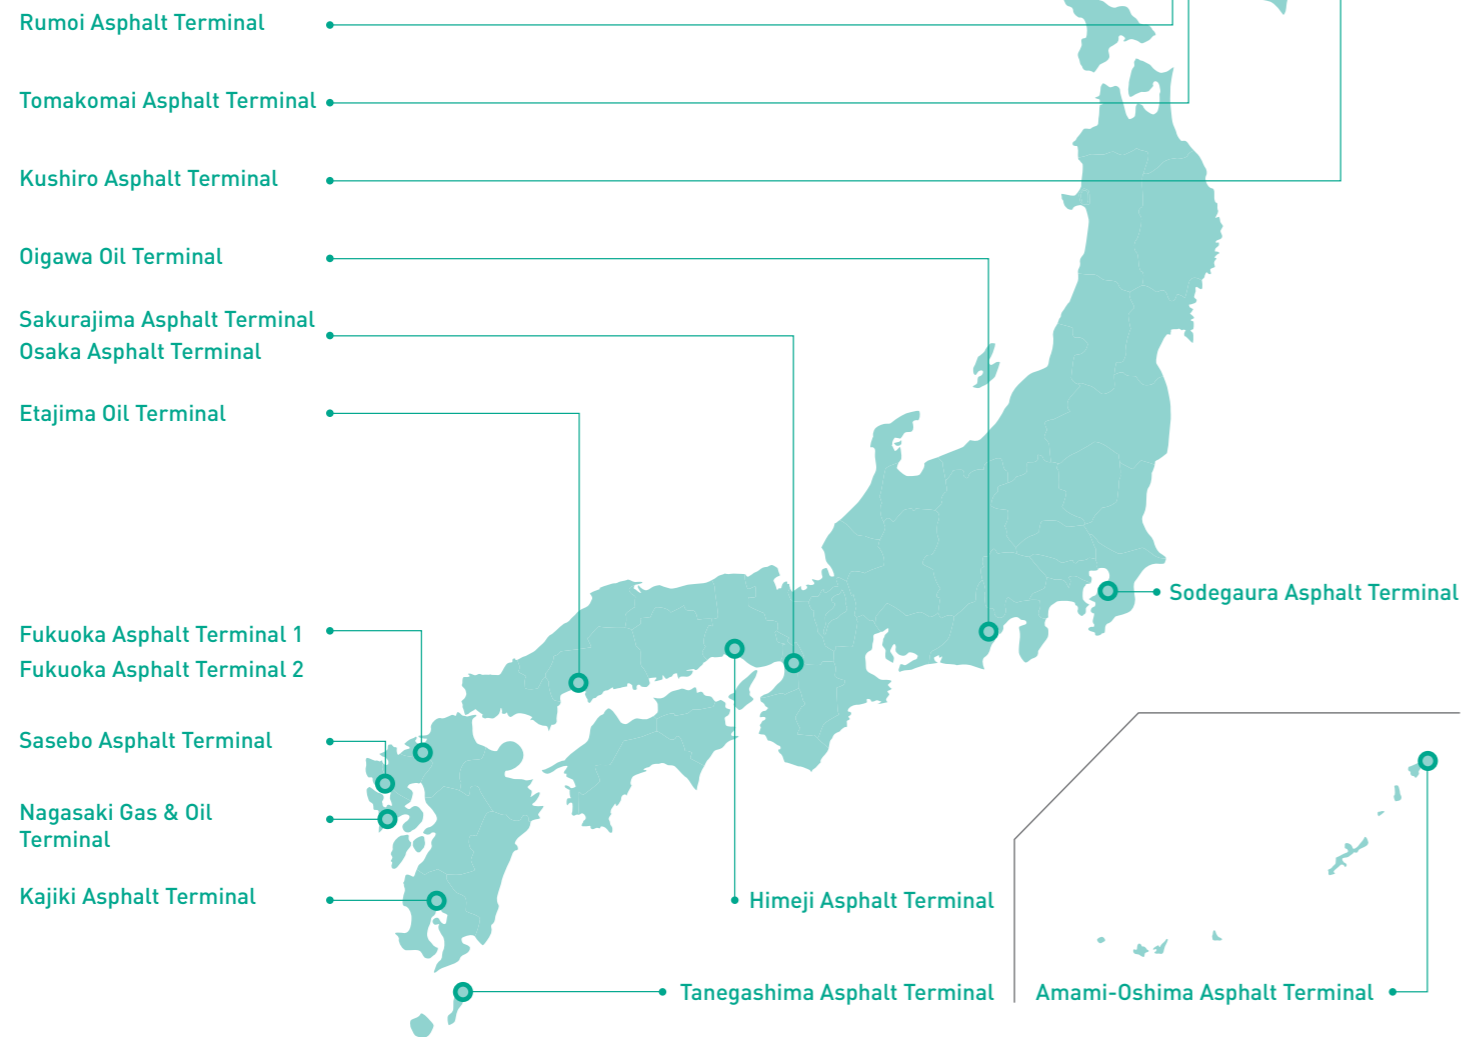 Rumoi Asphalt Terminal
Tomakomai Asphalt Terminal
Kushiro Asphalt Terminal
Oigawa Oil Terminal
Sakurajima Asphalt Terminal
Osaka Asphalt Terminal
Etajima Oil Terminal
Sodegaura Asphalt Terminal
Fukuoka Asphalt Terminal 1
Fukuoka Asphalt Terminal 2
Sasebo Asphalt Terminal
Nagasaki Gas & Oil
Terminal
Kajiki Asphalt Terminal
Himeji Asphalt Terminal
Tanegashima Asphalt Terminal
Amami-Oshima Asphalt Terminal